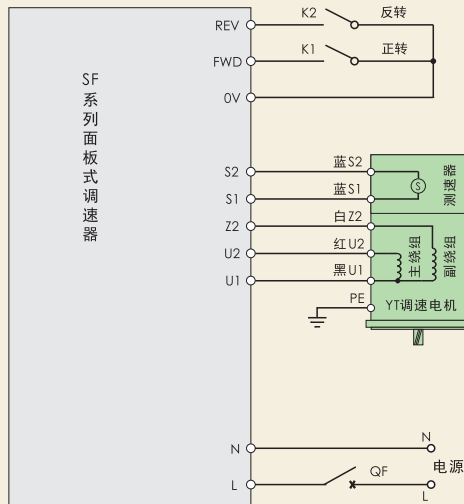 REV
K2
反转
FWD
K1
正转
0V
SF系列面板式调速器
S2
蓝S2
S1
蓝S1
S
测速器
Z2
白Z2
U2
红U2
U1
黑U1
主绕组
副绕组
PE
YT调速电机
N
N
电源
L
QF
L